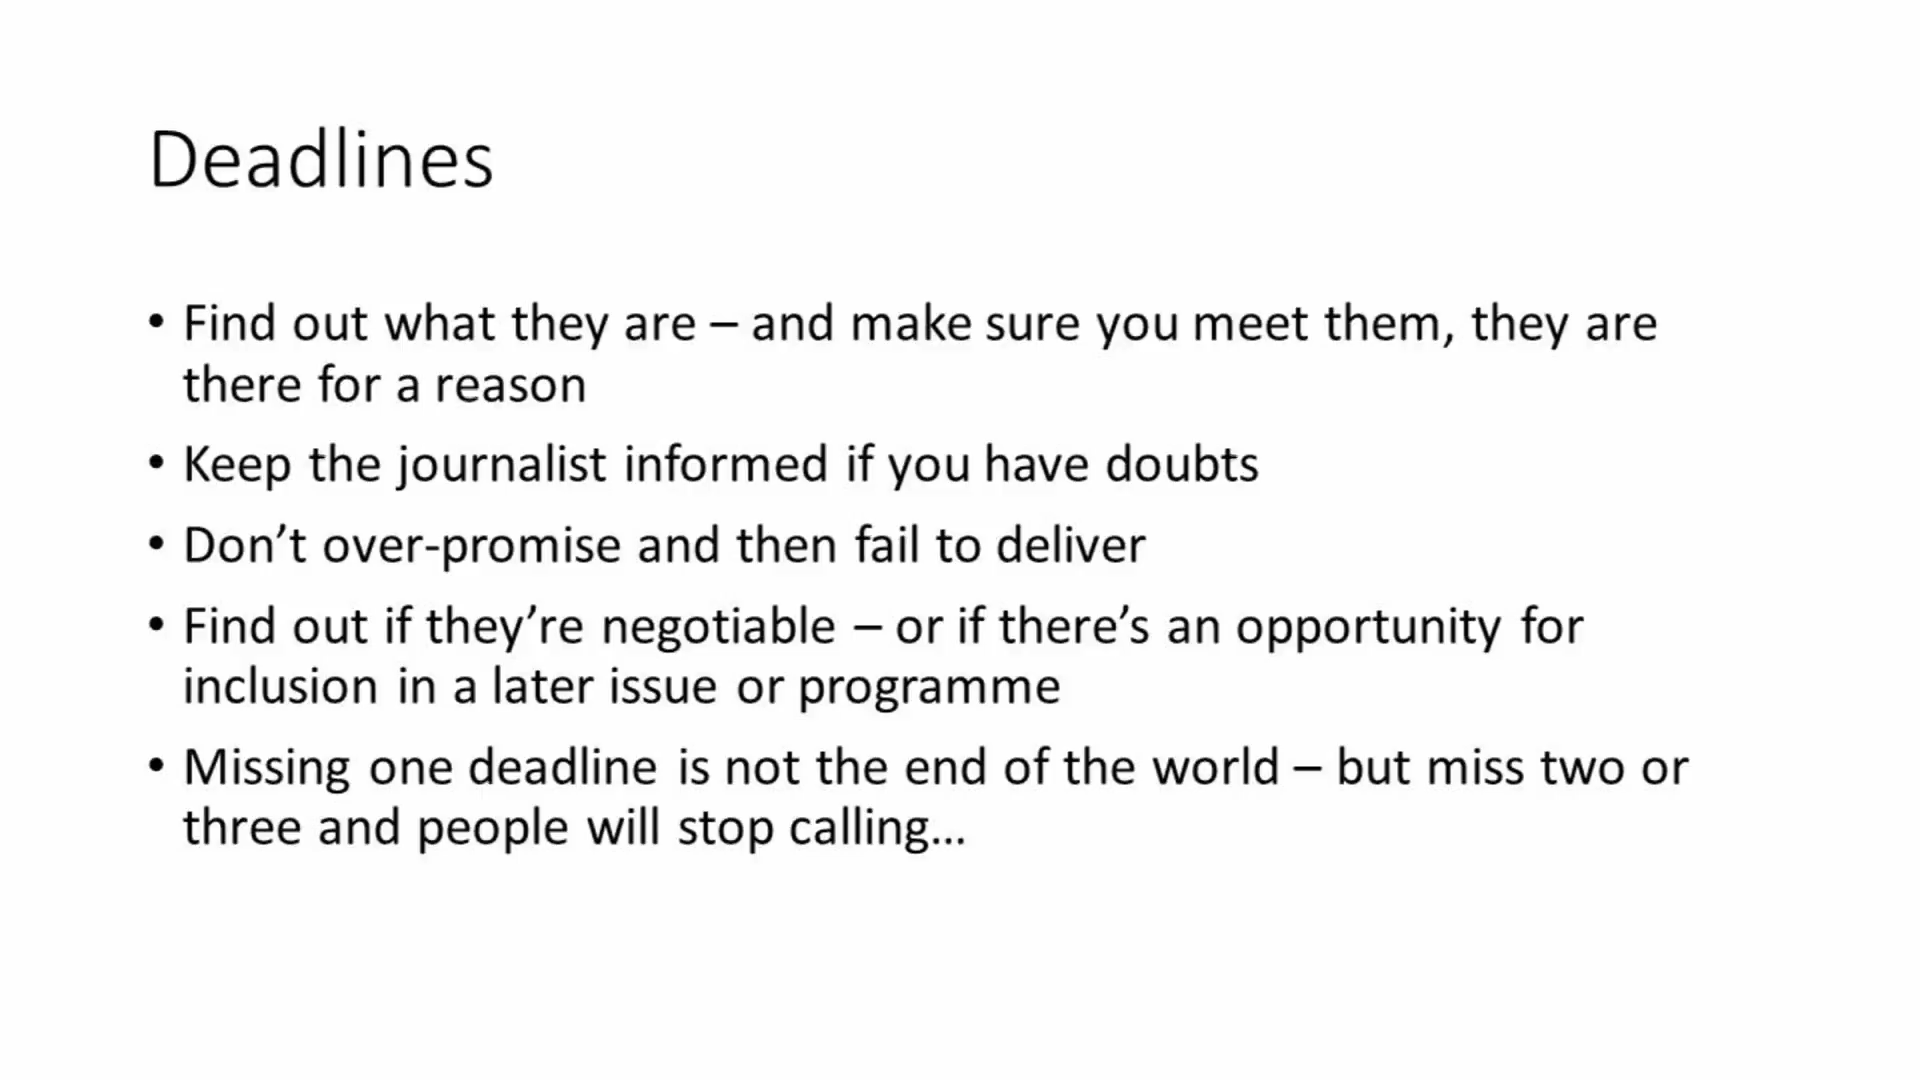 Deadlines
• Find out what they are – and make sure you meet them, they are
there for a reason
• Keep the journalist informed if you have doubts
• Don’t over-promise and then fail to deliver
• Find out if they’re negotiable – or if there’s an opportunity for
inclusion in a later issue or programme
• Missing one deadline is not the end of the world – but miss two or
three and people will stop calling…